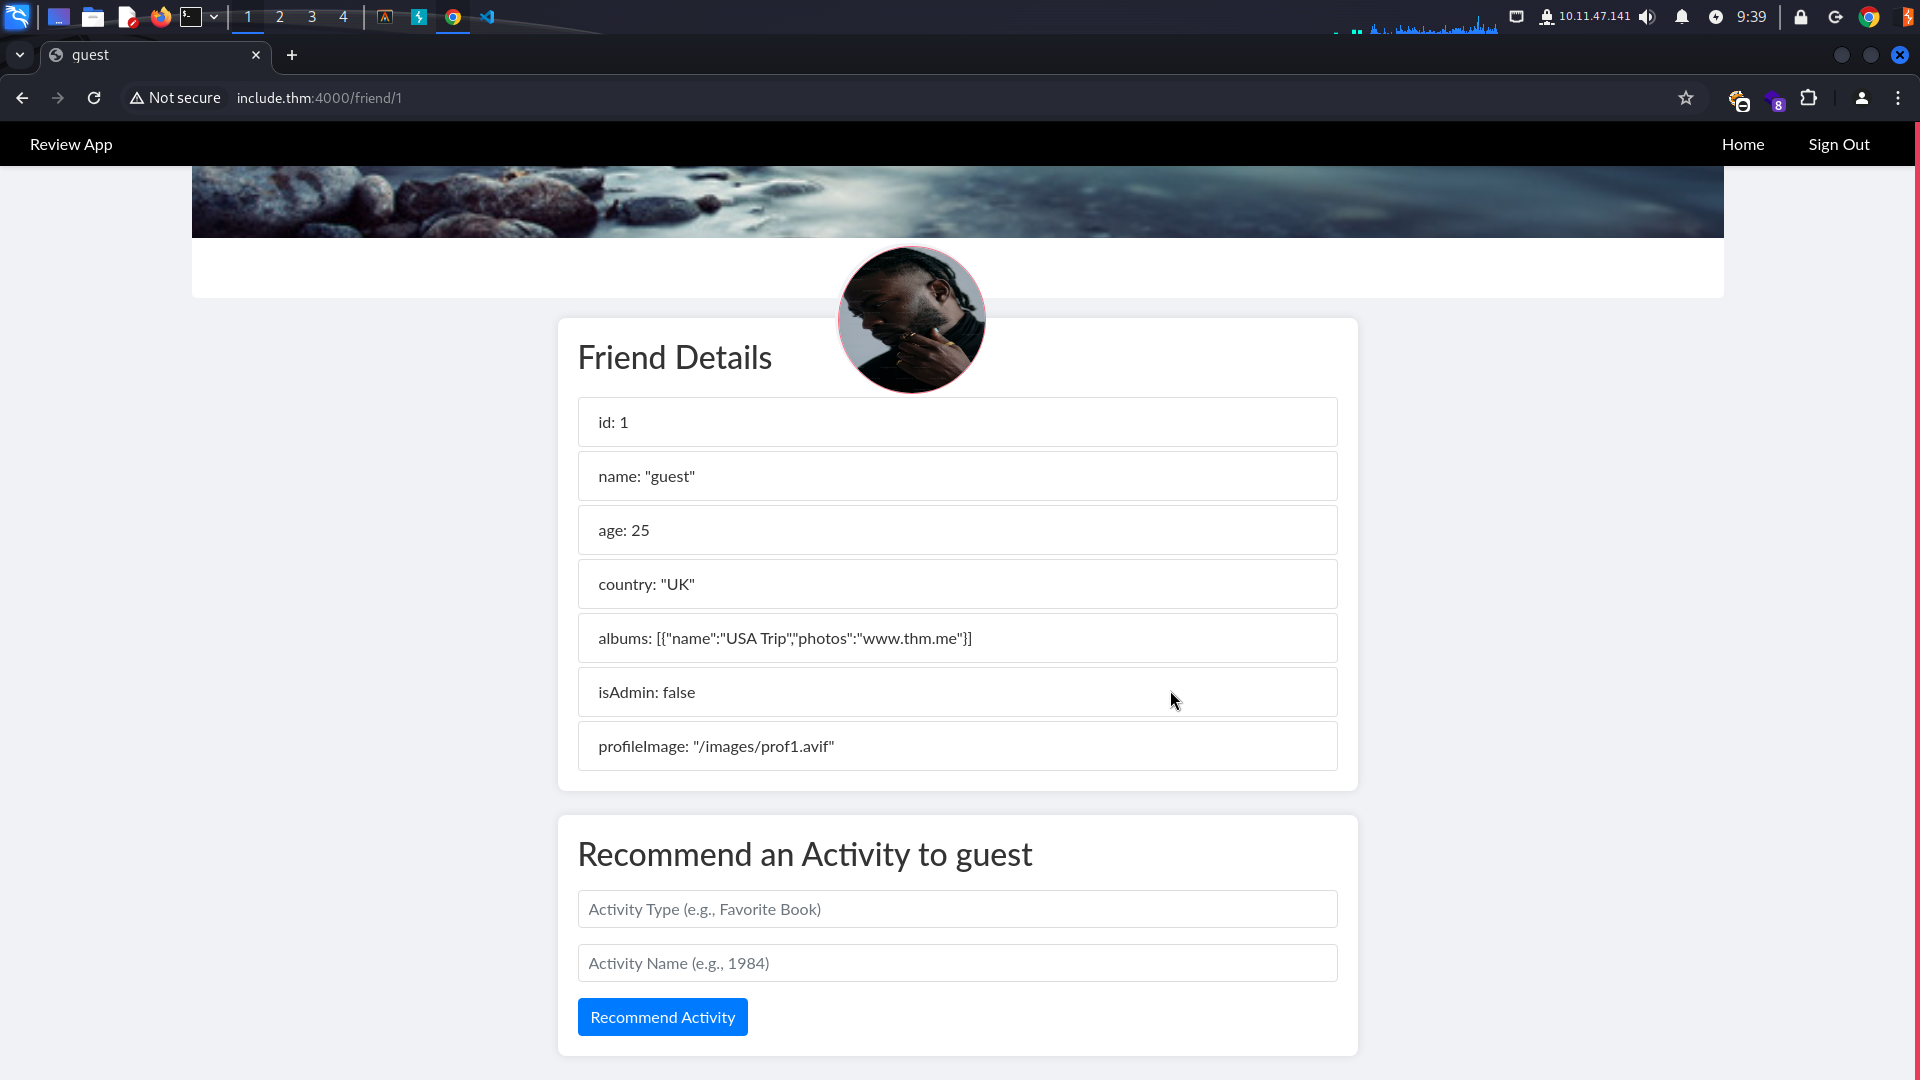 1 2 3 4 10.11.47.141 9:39
guest
Not secure include.thm:4000/friend/1
8
Review App Home Sign Out
Friend Details
id: 1
name: "guest"
age: 25
country: "UK"
albums: [{"name":"USA Trip","photos":"www.thm.me"}]
isAdmin: false
profileImage: "/images/prof1.avif"
Recommend an Activity to guest
Activity Type (e.g., Favorite Book)
Activity Name (e.g., 1984)
Recommend Activity